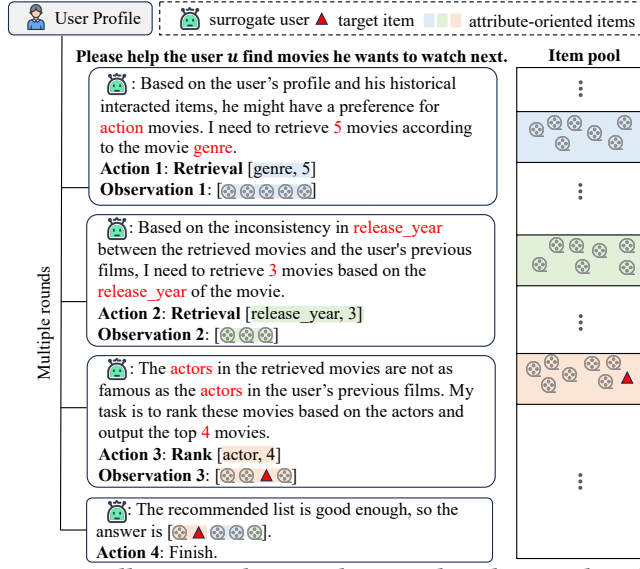 User Profile
surrogate user
target item
attribute-oriented items
Please help the user u find movies he wants to watch next.
Item pool
: Based on the user's profile and his historical
interacted items, he might have a preference for
action movies. I need to retrieve 5 movies according
to the movie genre.
Action 1: Retrieval [genre, 5]
Observation 1: [ ]
: Based on the inconsistency in release_year
between the retrieved movies and the user's previous
films, I need to retrieve 3 movies based on the
release_year of the movie.
Action 2: Retrieval [release_year, 3]
Observation 2: [ ]
Multiple rounds
: The actors in the retrieved movies are not as
famous as the actors in the user's previous films. My
task is to rank these movies based on the actors and
output the top 4 movies.
Action 3: Rank [actor, 4]
Observation 3: [ ]
: The recommended list is good enough, so the
answer is [ ].
Action 4: Finish.